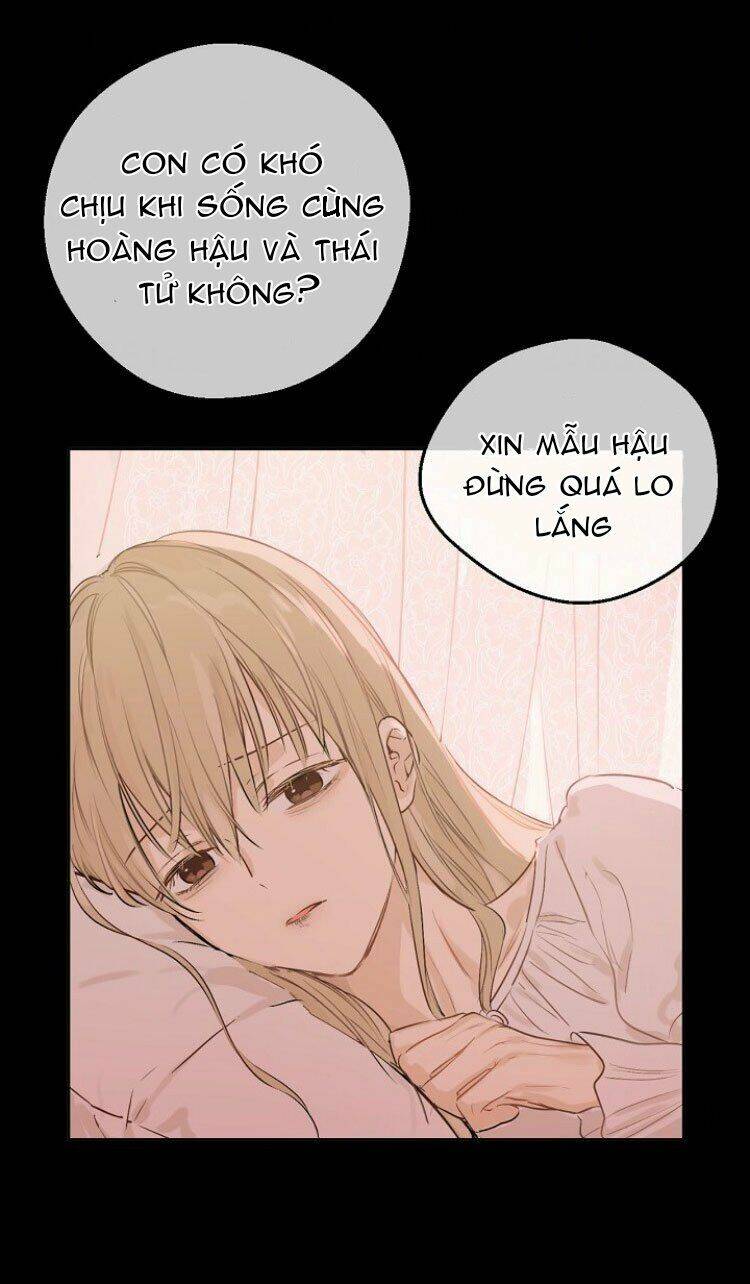 CON CÓ KHÓ
CHỊU KHI SỐNG CÙNG
HOÀNG HẬU VÀ THÁI
TỬ KHÔNG?
XIN MẪU HẬU
ĐỪNG QUÁ LO
LẮNG